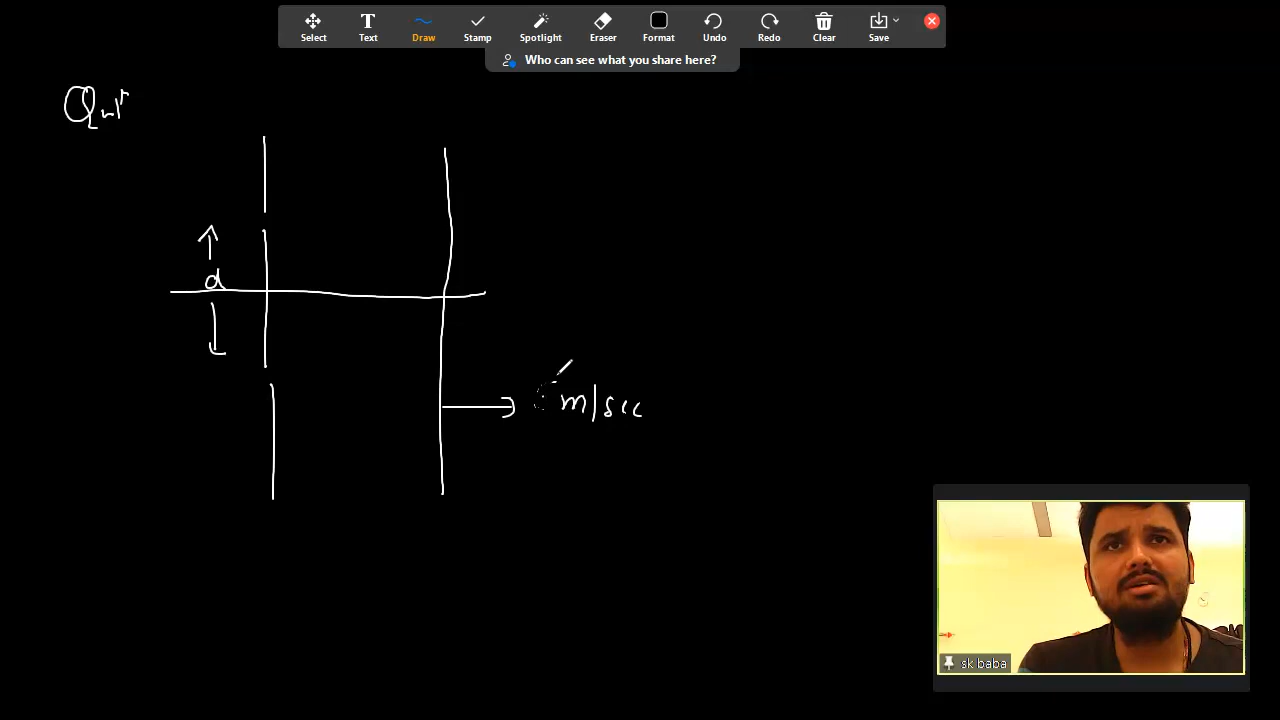 Select Text Draw Stamp Spotlight Eraser Format Undo Redo Clear Save
Who can see what you share here?
d
m/sec
sk baba